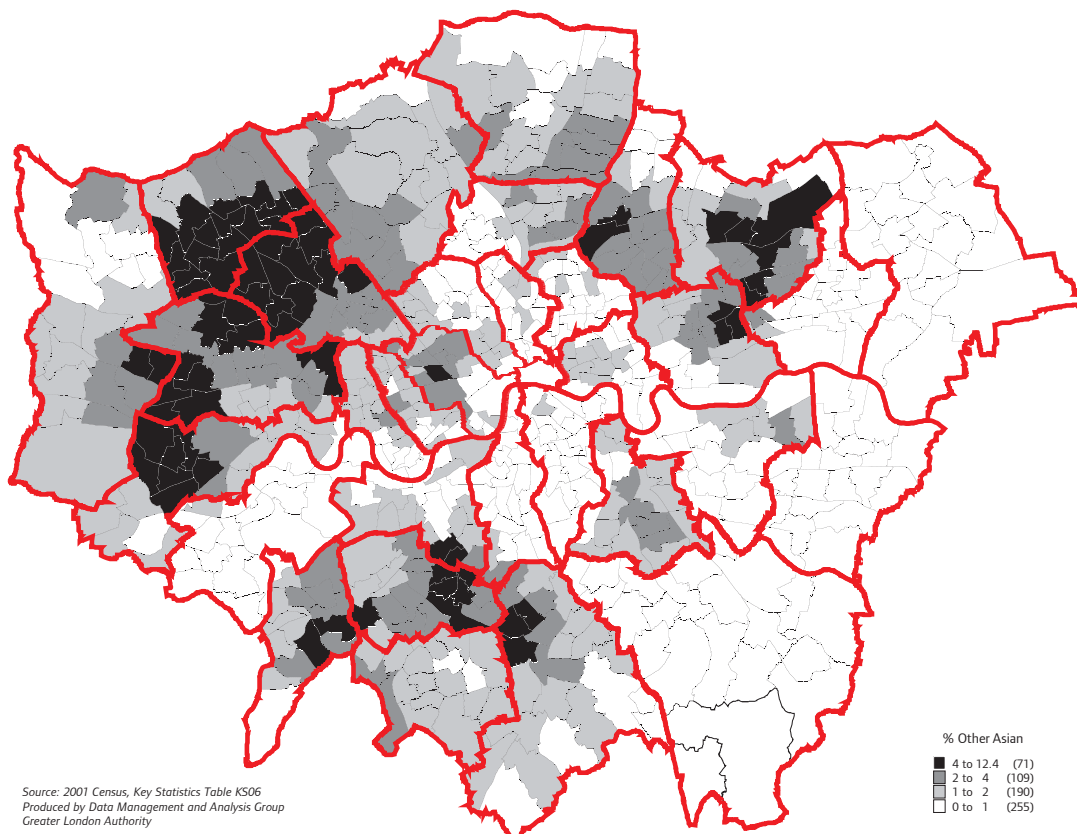 % Other Asian
4 to 12.4 (71)
2 to 4 (109)
1 to 2 (190)
0 to 1 (255)
Source: 2001 Census, Key Statistics Table KS06
Produced by Data Management and Analysis Group
Greater London Authority